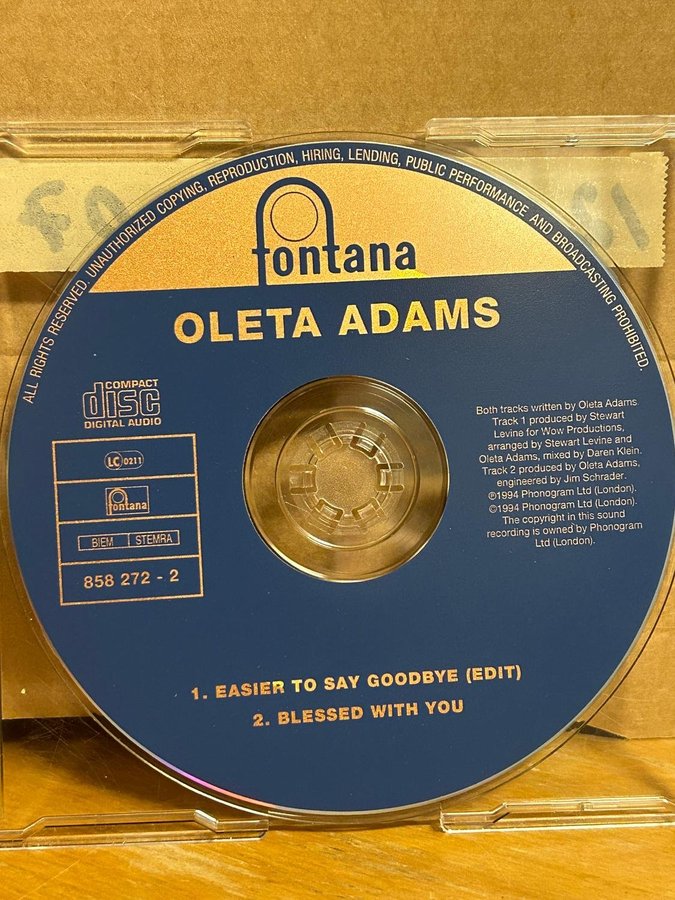 ALL RIGHTS RESERVED. UNAUTHORIZED COPYING, REPRODUCTION, HIRING, LENDING, PUBLIC PERFORMANCE AND BROADCASTING PROHIBITED.
fontana
OLETA ADAMS
COMPACT
disc
DIGITAL AUDIO
LC 0211
fontana
BIEM STEMRA
858 272 - 2
Both tracks written by Oleta Adams.
Track 1 produced by Stewart
Levine for Wow Productions,
arranged by Stewart Levine and
Oleta Adams, mixed by Daren Klein.
Track 2 produced by Oleta Adams,
engineered by Jim Schrader.
℗1994 Phonogram Ltd (London).
©1994 Phonogram Ltd (London).
The copyright in this sound
recording is owned by Phonogram
Ltd (London).
1. EASIER TO SAY GOODBYE (EDIT)
2. BLESSED WITH YOU